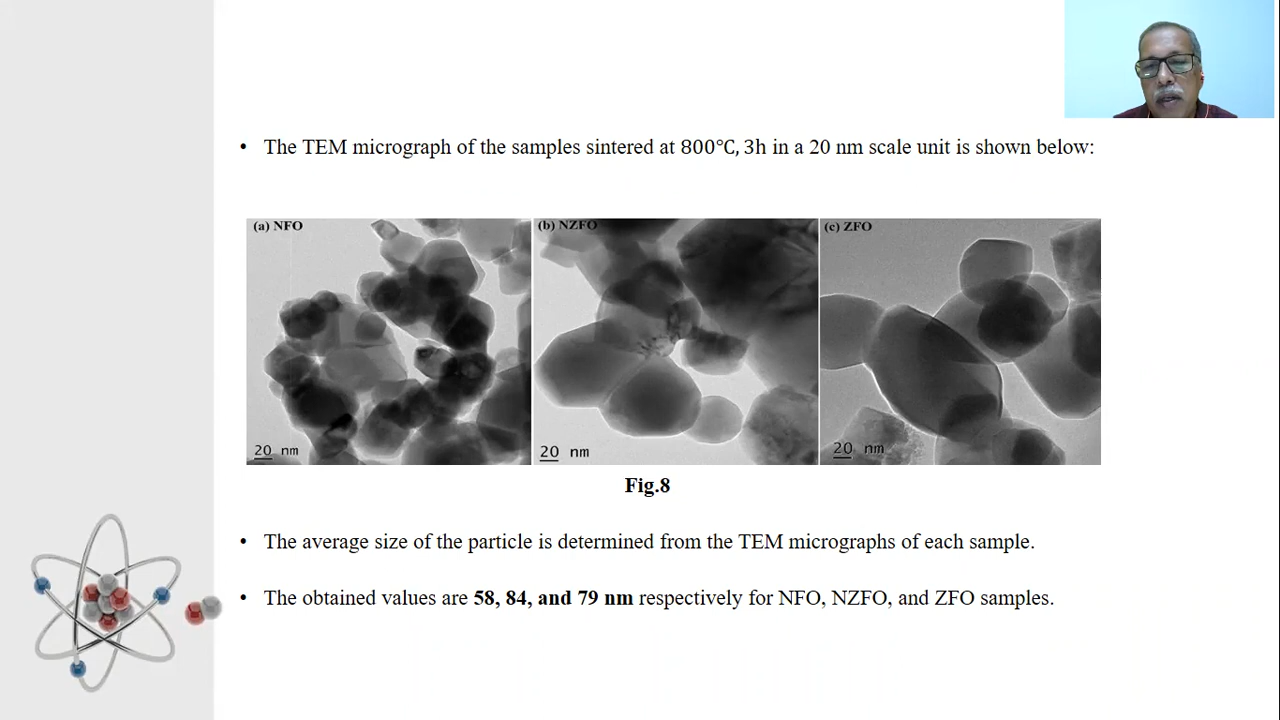 • The TEM micrograph of the samples sintered at 800°C, 3h in a 20 nm scale unit is shown below:
(a) NFO
(b) NZFO
(c) ZFO
20 nm
20 nm
20 nm
Fig.8
• The average size of the particle is determined from the TEM micrographs of each sample.
• The obtained values are 58, 84, and 79 nm respectively for NFO, NZFO, and ZFO samples.